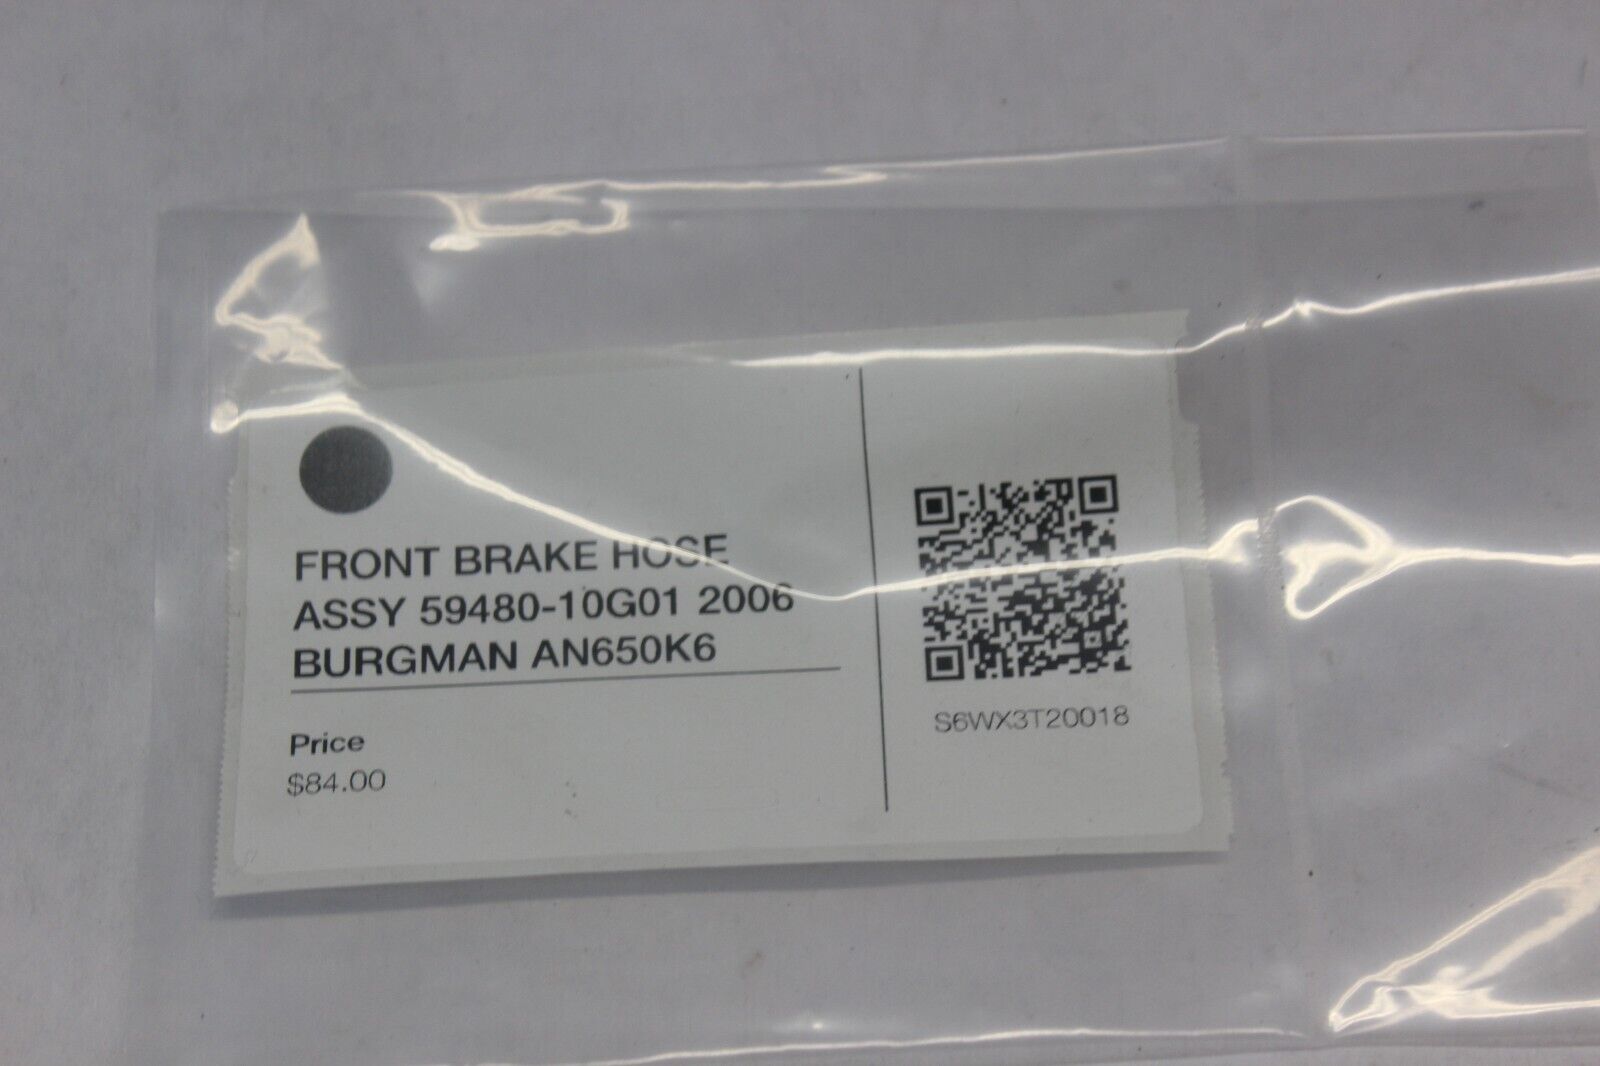 FRONT BRAKE HOSE
ASSY 59480-10G01 2006
BURGMAN AN650K6
Price
$84.00
S6WX3T20018